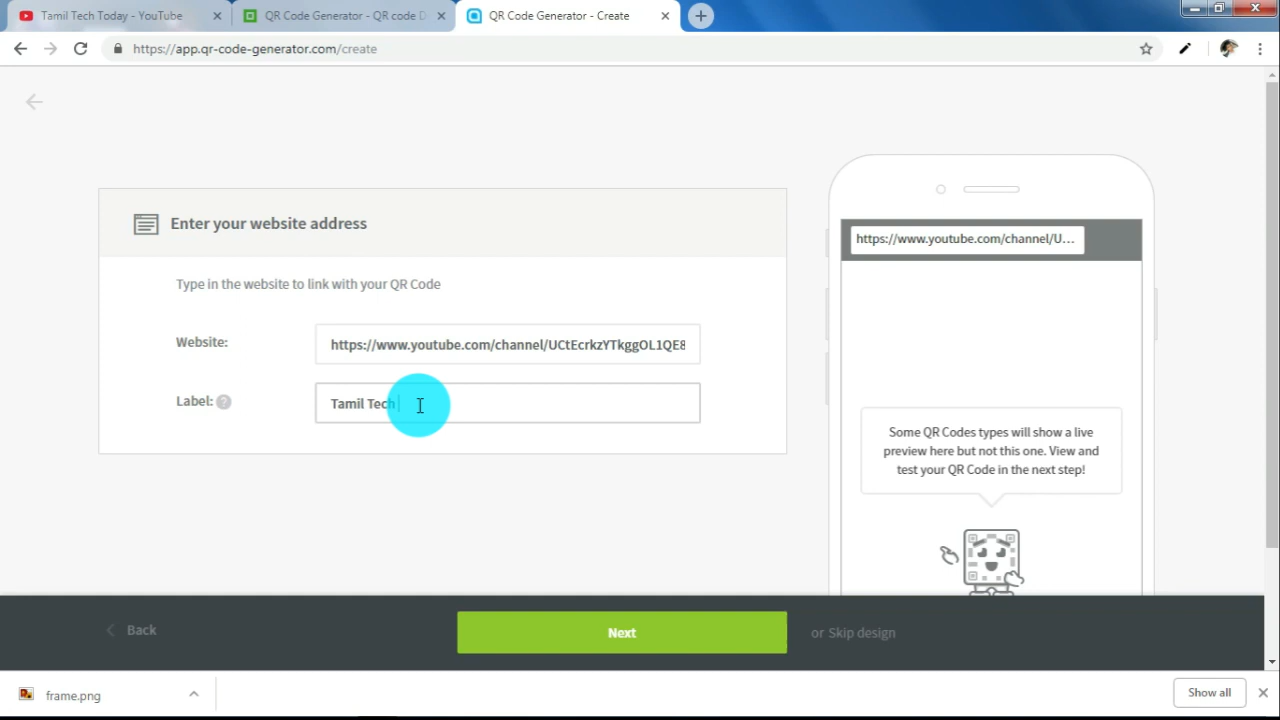 Tamil Tech Today - YouTube
QR Code Generator - QR code D
QR Code Generator - Create
https://app.qr-code-generator.com/create
Enter your website address
Type in the website to link with your QR Code
Website:
https://www.youtube.com/channel/UCtEcrkzYTkggOL1QE8
Label: ?
Tamil Tech
https://www.youtube.com/channel/U...
Some QR Codes types will show a live
preview here but not this one. View and
test your QR Code in the next step!
Back
Next
or Skip design
frame.png
Show all